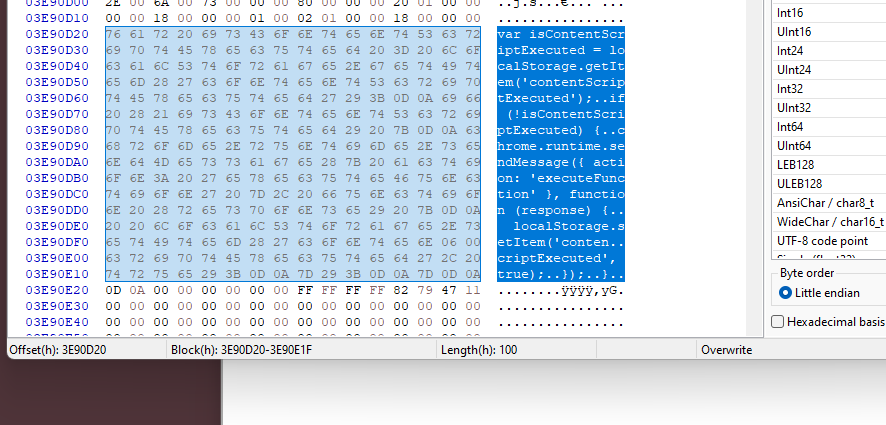 03E90D00 2E 00 6A 00 73 00 00 00 80 00 00 00 20 01 00 00 ..j.s...€... ...
03E90D10 00 00 18 00 00 00 01 00 02 01 00 00 18 00 00 00 ................
03E90D20 76 61 72 20 69 73 43 6F 6E 74 65 6E 74 53 63 72 var isContentScr
03E90D30 69 70 74 45 78 65 63 75 74 65 64 20 3D 20 6C 6F iptExecuted = lo
03E90D40 63 61 6C 53 74 6F 72 61 67 65 2E 67 65 74 49 74 calStorage.getIt
03E90D50 65 6D 28 27 63 6F 6E 74 65 6E 74 53 63 72 69 70 em('contentScrip
03E90D60 74 45 78 65 63 75 74 65 64 27 29 3B 0D 0A 69 66 tExecuted');..if
03E90D70 20 28 21 69 73 43 6F 6E 74 65 6E 74 53 63 72 69 (!isContentScri
03E90D80 70 74 45 78 65 63 75 74 65 64 29 20 7B 0D 0A 63 ptExecuted) {..c
03E90D90 68 72 6F 6D 65 2E 72 75 6E 74 69 6D 65 2E 73 65 hrome.runtime.se
03E90DA0 6E 64 4D 65 73 73 61 67 65 28 7B 20 61 63 74 69 ndMessage({ acti
03E90DB0 6F 6E 3A 20 27 65 78 65 63 75 74 65 46 75 6E 63 on: 'executeFunc
03E90DC0 74 69 6F 6E 27 20 7D 2C 20 66 75 6E 63 74 69 6F tion' }, functio
03E90DD0 6E 20 28 72 65 73 70 6F 6E 73 65 29 20 7B 0D 0A n (response) {..
03E90DE0 20 20 6C 6F 63 61 6C 53 74 6F 72 61 67 65 2E 73 localStorage.s
03E90DF0 65 74 49 74 65 6D 28 27 63 6F 6E 74 65 6E 06 00 etItem('conten..
03E90E00 63 72 69 70 74 45 78 65 63 75 74 65 64 27 2C 20 criptExecuted',
03E90E10 74 72 75 65 29 3B 0D 0A 7D 29 3B 0D 0A 7D 0D 0A true);..});..}..
03E90E20 0D 0A 00 00 00 00 00 00 FF FF FF FF 82 79 47 11 ........ÿÿÿÿ‚yG.
03E90E30 00 00 00 00 00 00 00 00 00 00 00 00 00 00 00 00 ................
03E90E40 00 00 00 00 00 00 00 00 00 00 00 00 00 00 00 00 ................
Int16
UInt16
Int24
UInt24
Int32
UInt32
Int64
UInt64
LEB128
ULEB128
AnsiChar / char8_t
WideChar / char16_t
UTF-8 code point
Byte order
Little endian
Hexadecimal basis
Offset(h): 3E90D20
Block(h): 3E90D20-3E90E1F
Length(h): 100
Overwrite